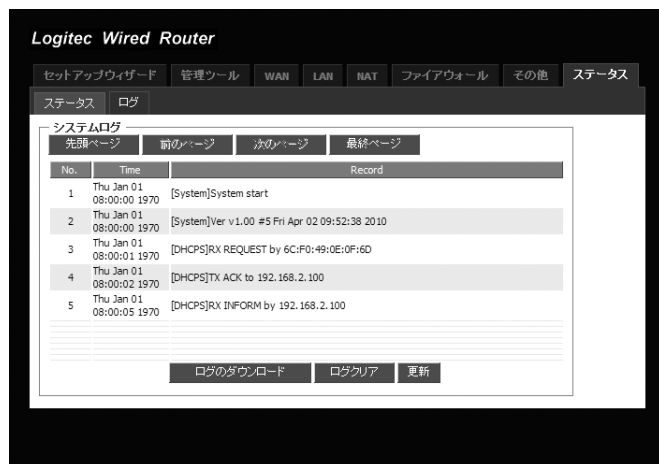 Logitec Wired Router
セットアップウィザード 管理ツール WAN LAN NAT ファイアウォール その他 ステータス
ステータス ログ
システムログ
先頭ページ 前のページ 次のページ 最終ページ
No. Time Record
1 Thu Jan 01 08:00:00 1970 [System]System start
2 Thu Jan 01 08:00:00 1970 [System]Ver v1.00 #5 Fri Apr 02 09:52:38 2010
3 Thu Jan 01 08:00:01 1970 [DHCPS]RX REQUEST by 6C:F0:49:0E:0F:6D
4 Thu Jan 01 08:00:02 1970 [DHCPS]TX ACK to 192.168.2.100
5 Thu Jan 01 08:00:05 1970 [DHCPS]RX INFORM by 192.168.2.100
ログのダウンロード ログクリア 更新